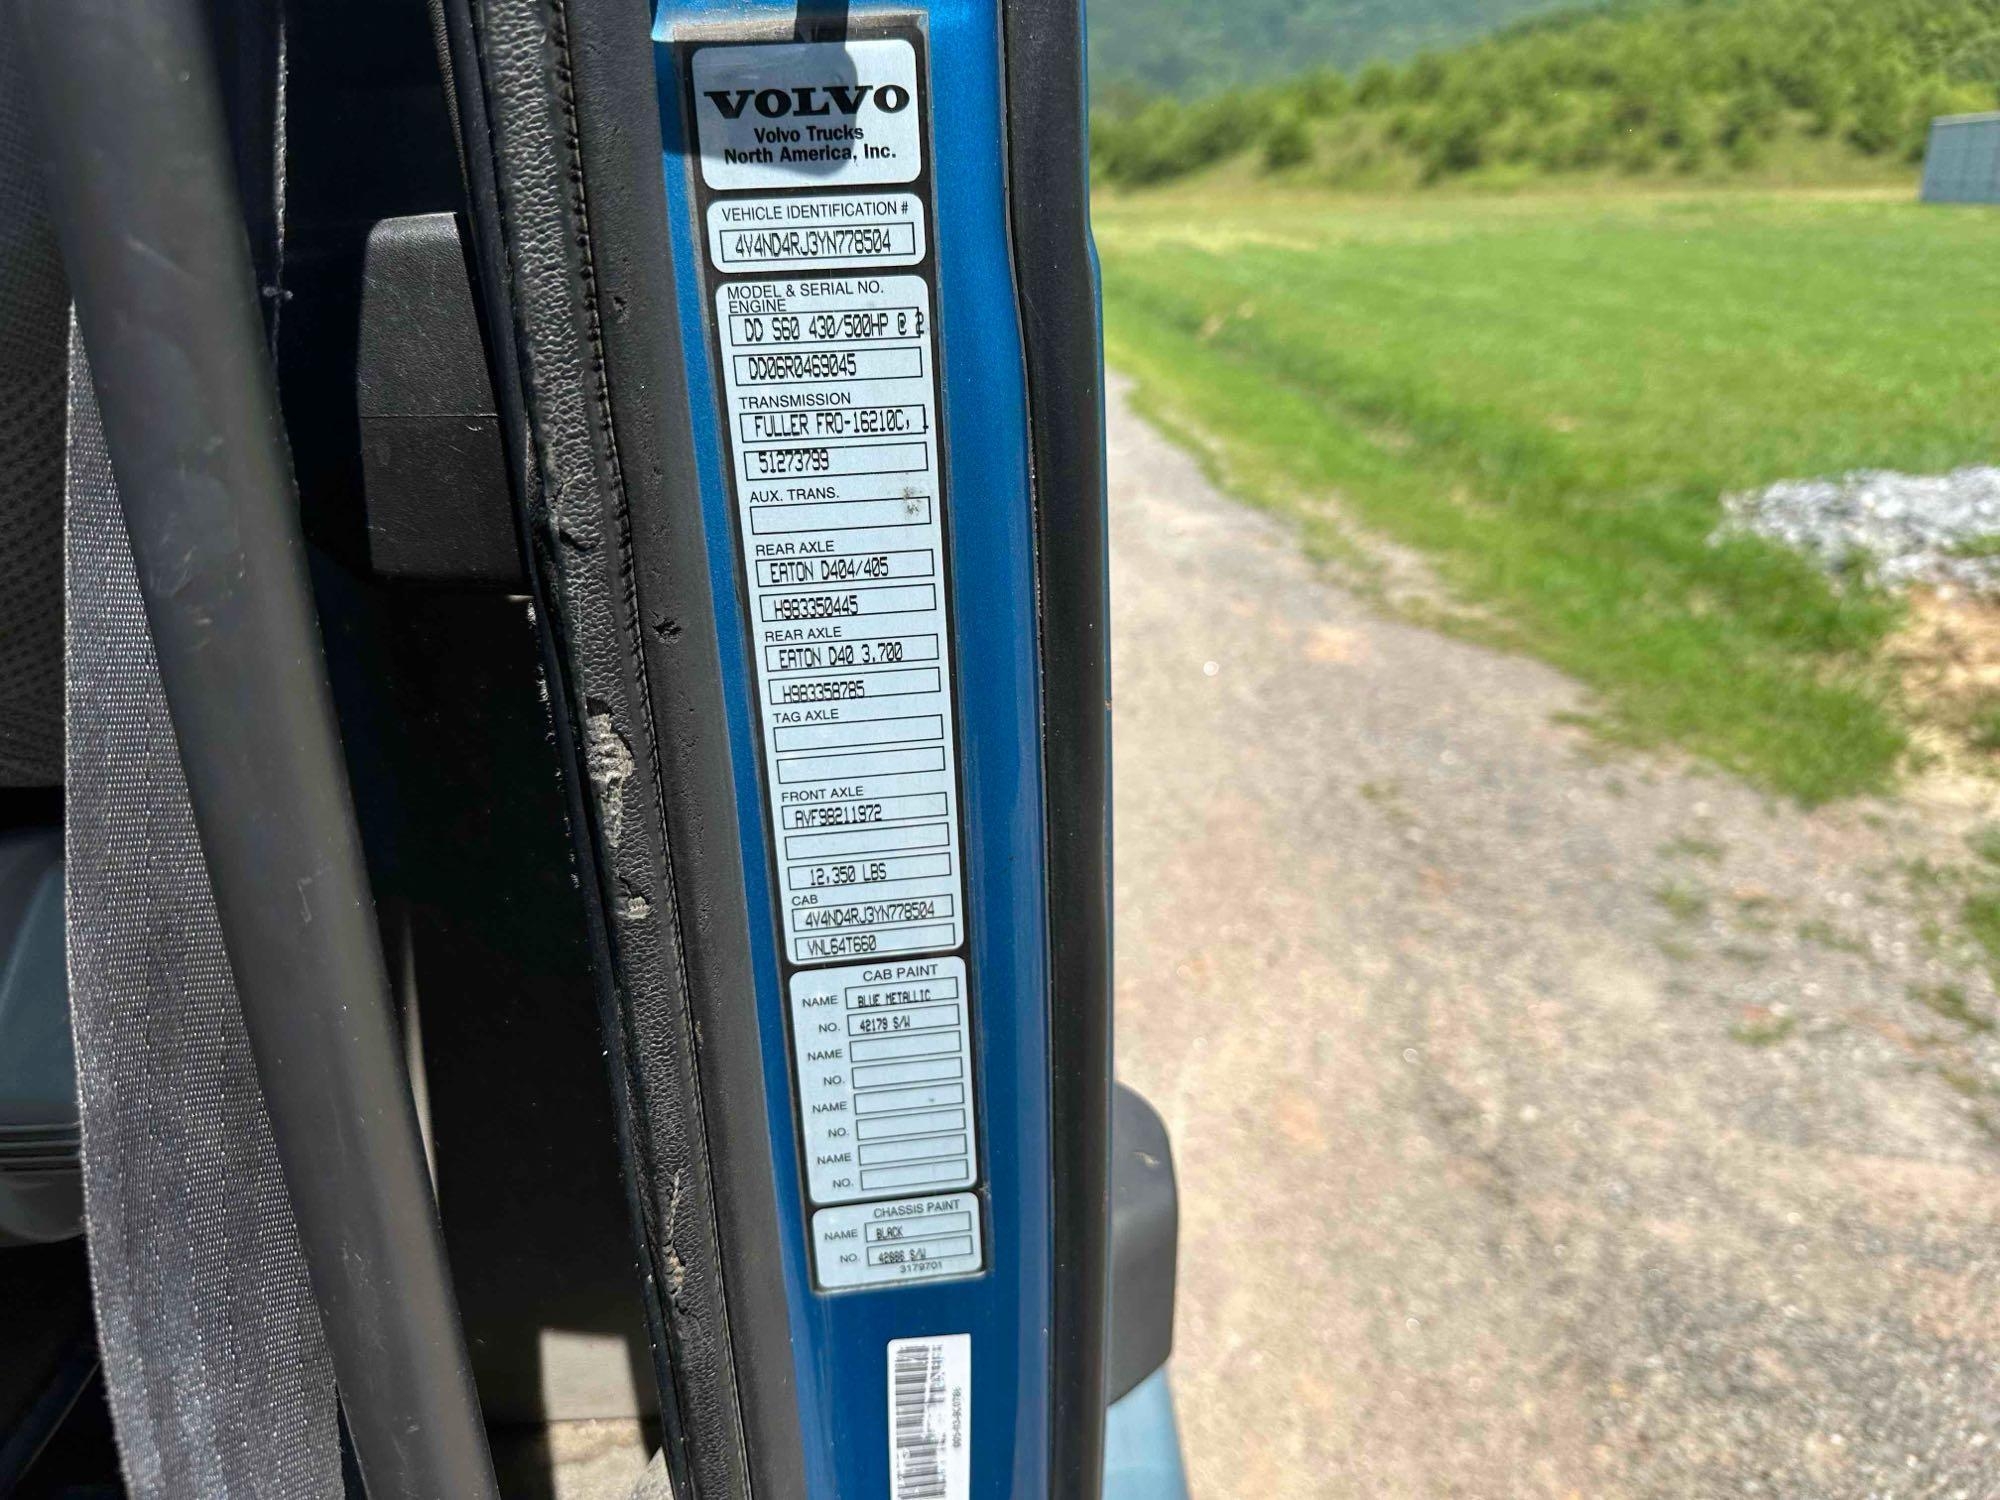 VOLVO
Volvo Trucks
North America, Inc.
VEHICLE IDENTIFICATION #
4V4ND4RJ3YN778504
MODEL & SERIAL NO.
ENGINE
DD S60 430/500HP @ 2
DD06R0469045
TRANSMISSION
FULLER FRO-16210C, 1
51273799
AUX. TRANS.
REAR AXLE
EATON D404/405
H983350445
REAR AXLE
EATON D40 3.700
H983358785
TAG AXLE
FRONT AXLE
AVF98211972
12,350 LBS
CAB
4V4ND4RJ3YN778504
VNL64T660
CAB PAINT
NAME BLUE METALLIC
NO. 42179 S/W
NAME
NO.
NAME
NO.
NAME
NO.
CHASSIS PAINT
NAME BLACK
NO. 42886 S/W
3179701